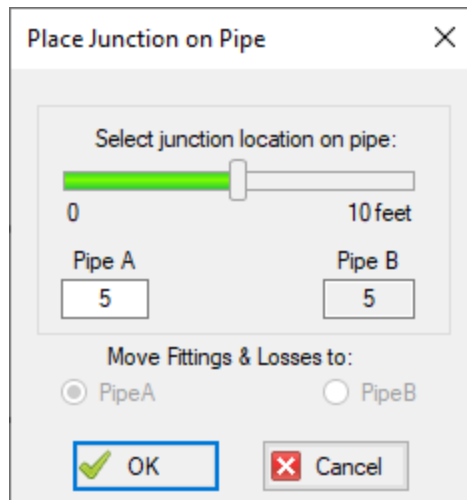 Place Junction on Pipe
Select junction location on pipe:
0 10 feet
Pipe A Pipe B
5 5
Move Fittings & Losses to:
PipeA PipeB
OK Cancel